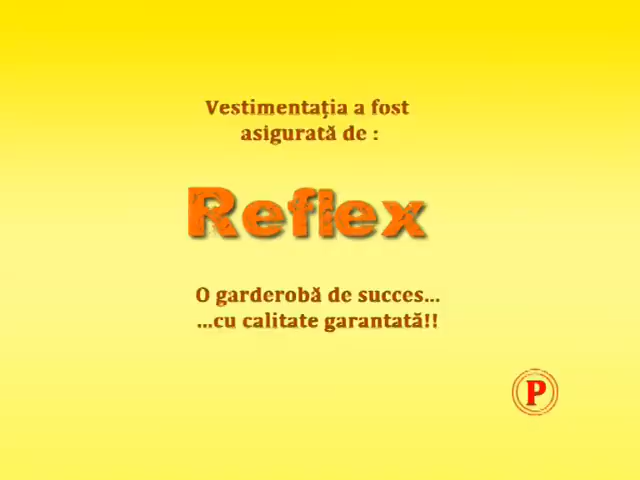 Vestimentația a fost
asigurată de :
Reflex
O garderobă de succes...
...cu calitate garantată!!
P